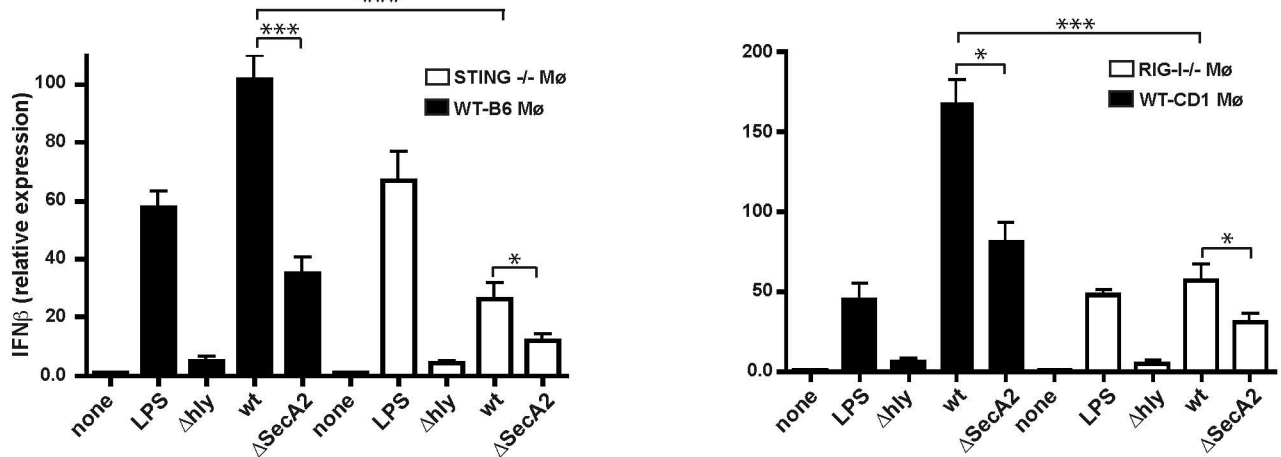 ***
***
STING -/- Mø
WT-B6 Mø
*
IFNβ (relative expression)
100
80
60
40
20
0.0
none
LPS
Δhly
wt
ΔSecA2
none
LPS
Δhly
wt
ΔSecA2
***
*
RIG-I-/- Mø
WT-CD1 Mø
*
200
150
100
50
0.0
none
LPS
Δhly
wt
ΔSecA2
none
LPS
Δhly
wt
ΔSecA2